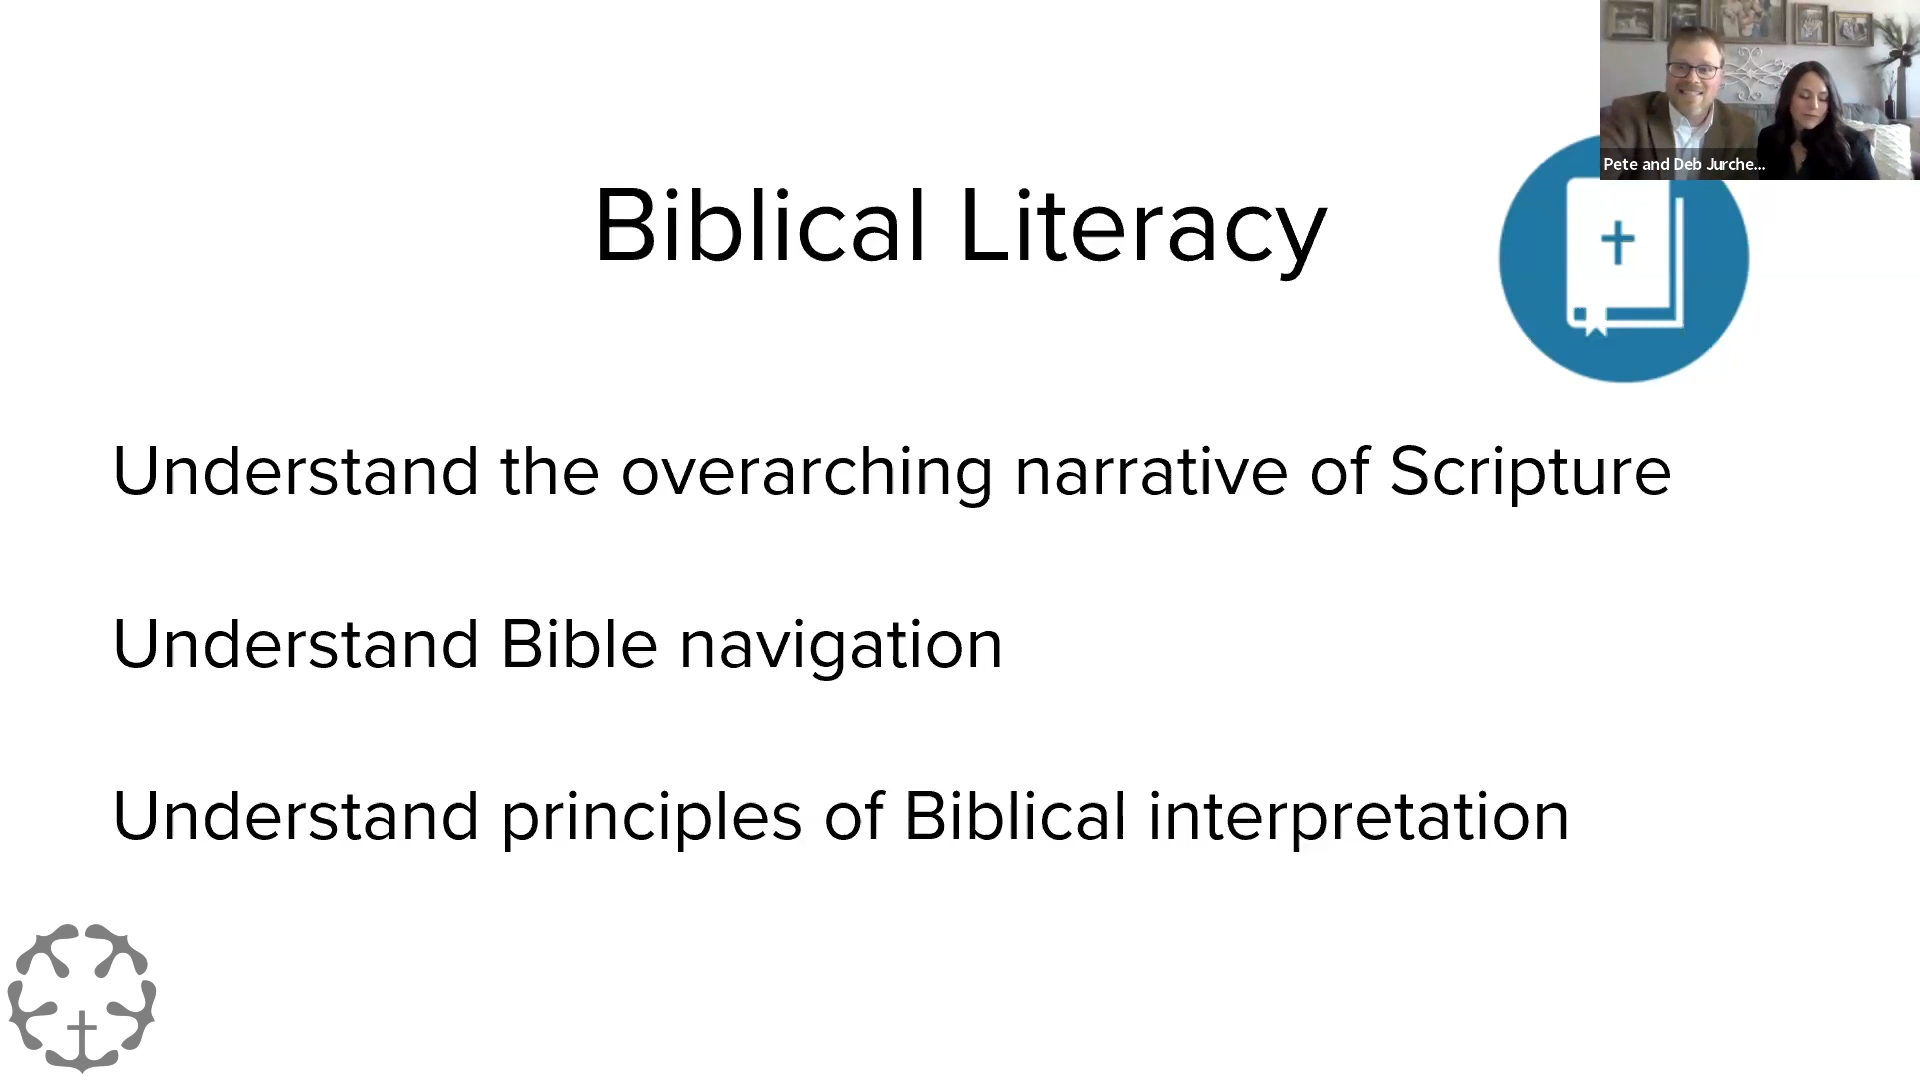 Pete and Deb Jurche...
Biblical Literacy
Understand the overarching narrative of Scripture
Understand Bible navigation
Understand principles of Biblical interpretation